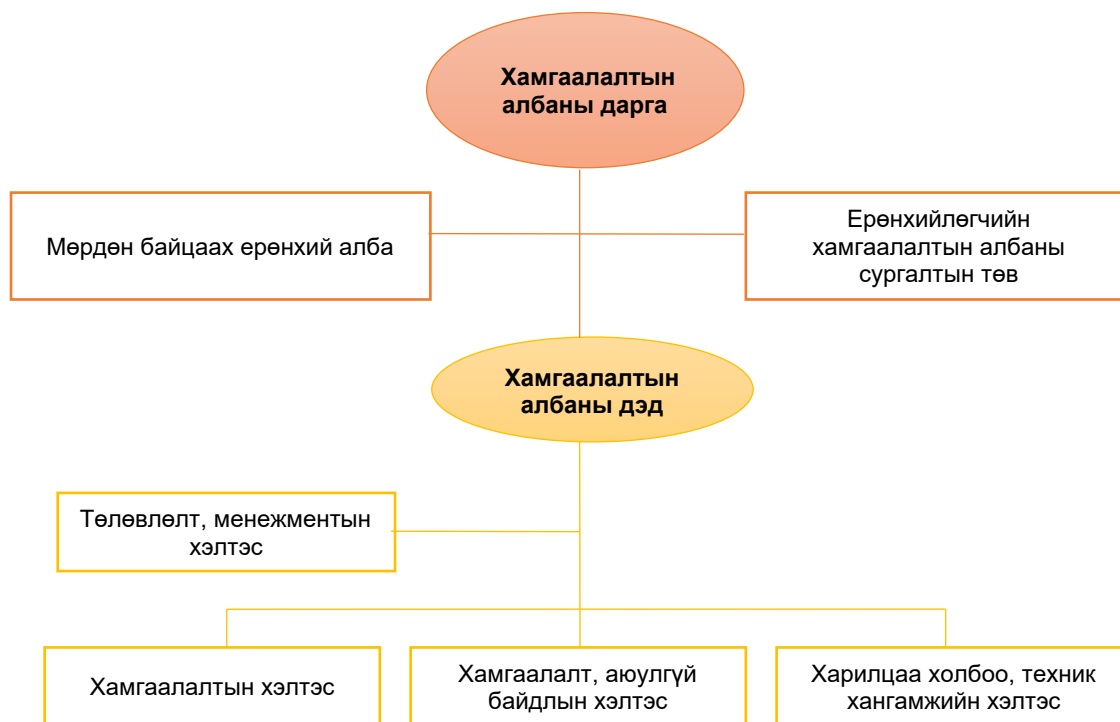 Хамгаалалтын
албаны дарга
Мөрдөн байцаах ерөнхий алба
Ерөнхийлөгчийн
хамгаалалтын албаны
сургалтын төв
Хамгаалалтын
албаны дэд
Төлөвлөлт, менежментын
хэлтэс
Хамгаалалтын хэлтэс
Хамгаалалт, аюулгүй
байдлын хэлтэс
Харилцаа холбоо, техник
хангамжийн хэлтэс